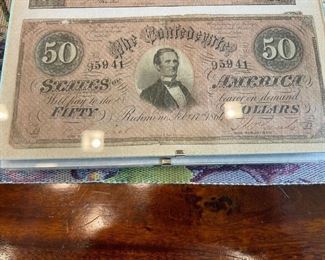 50 The Confederate 50
95941 95941
STATES OF AMERICA
Will pay to the bearer on demand
FIFTY DOLLARS
Richmond Feb. 17th 1864